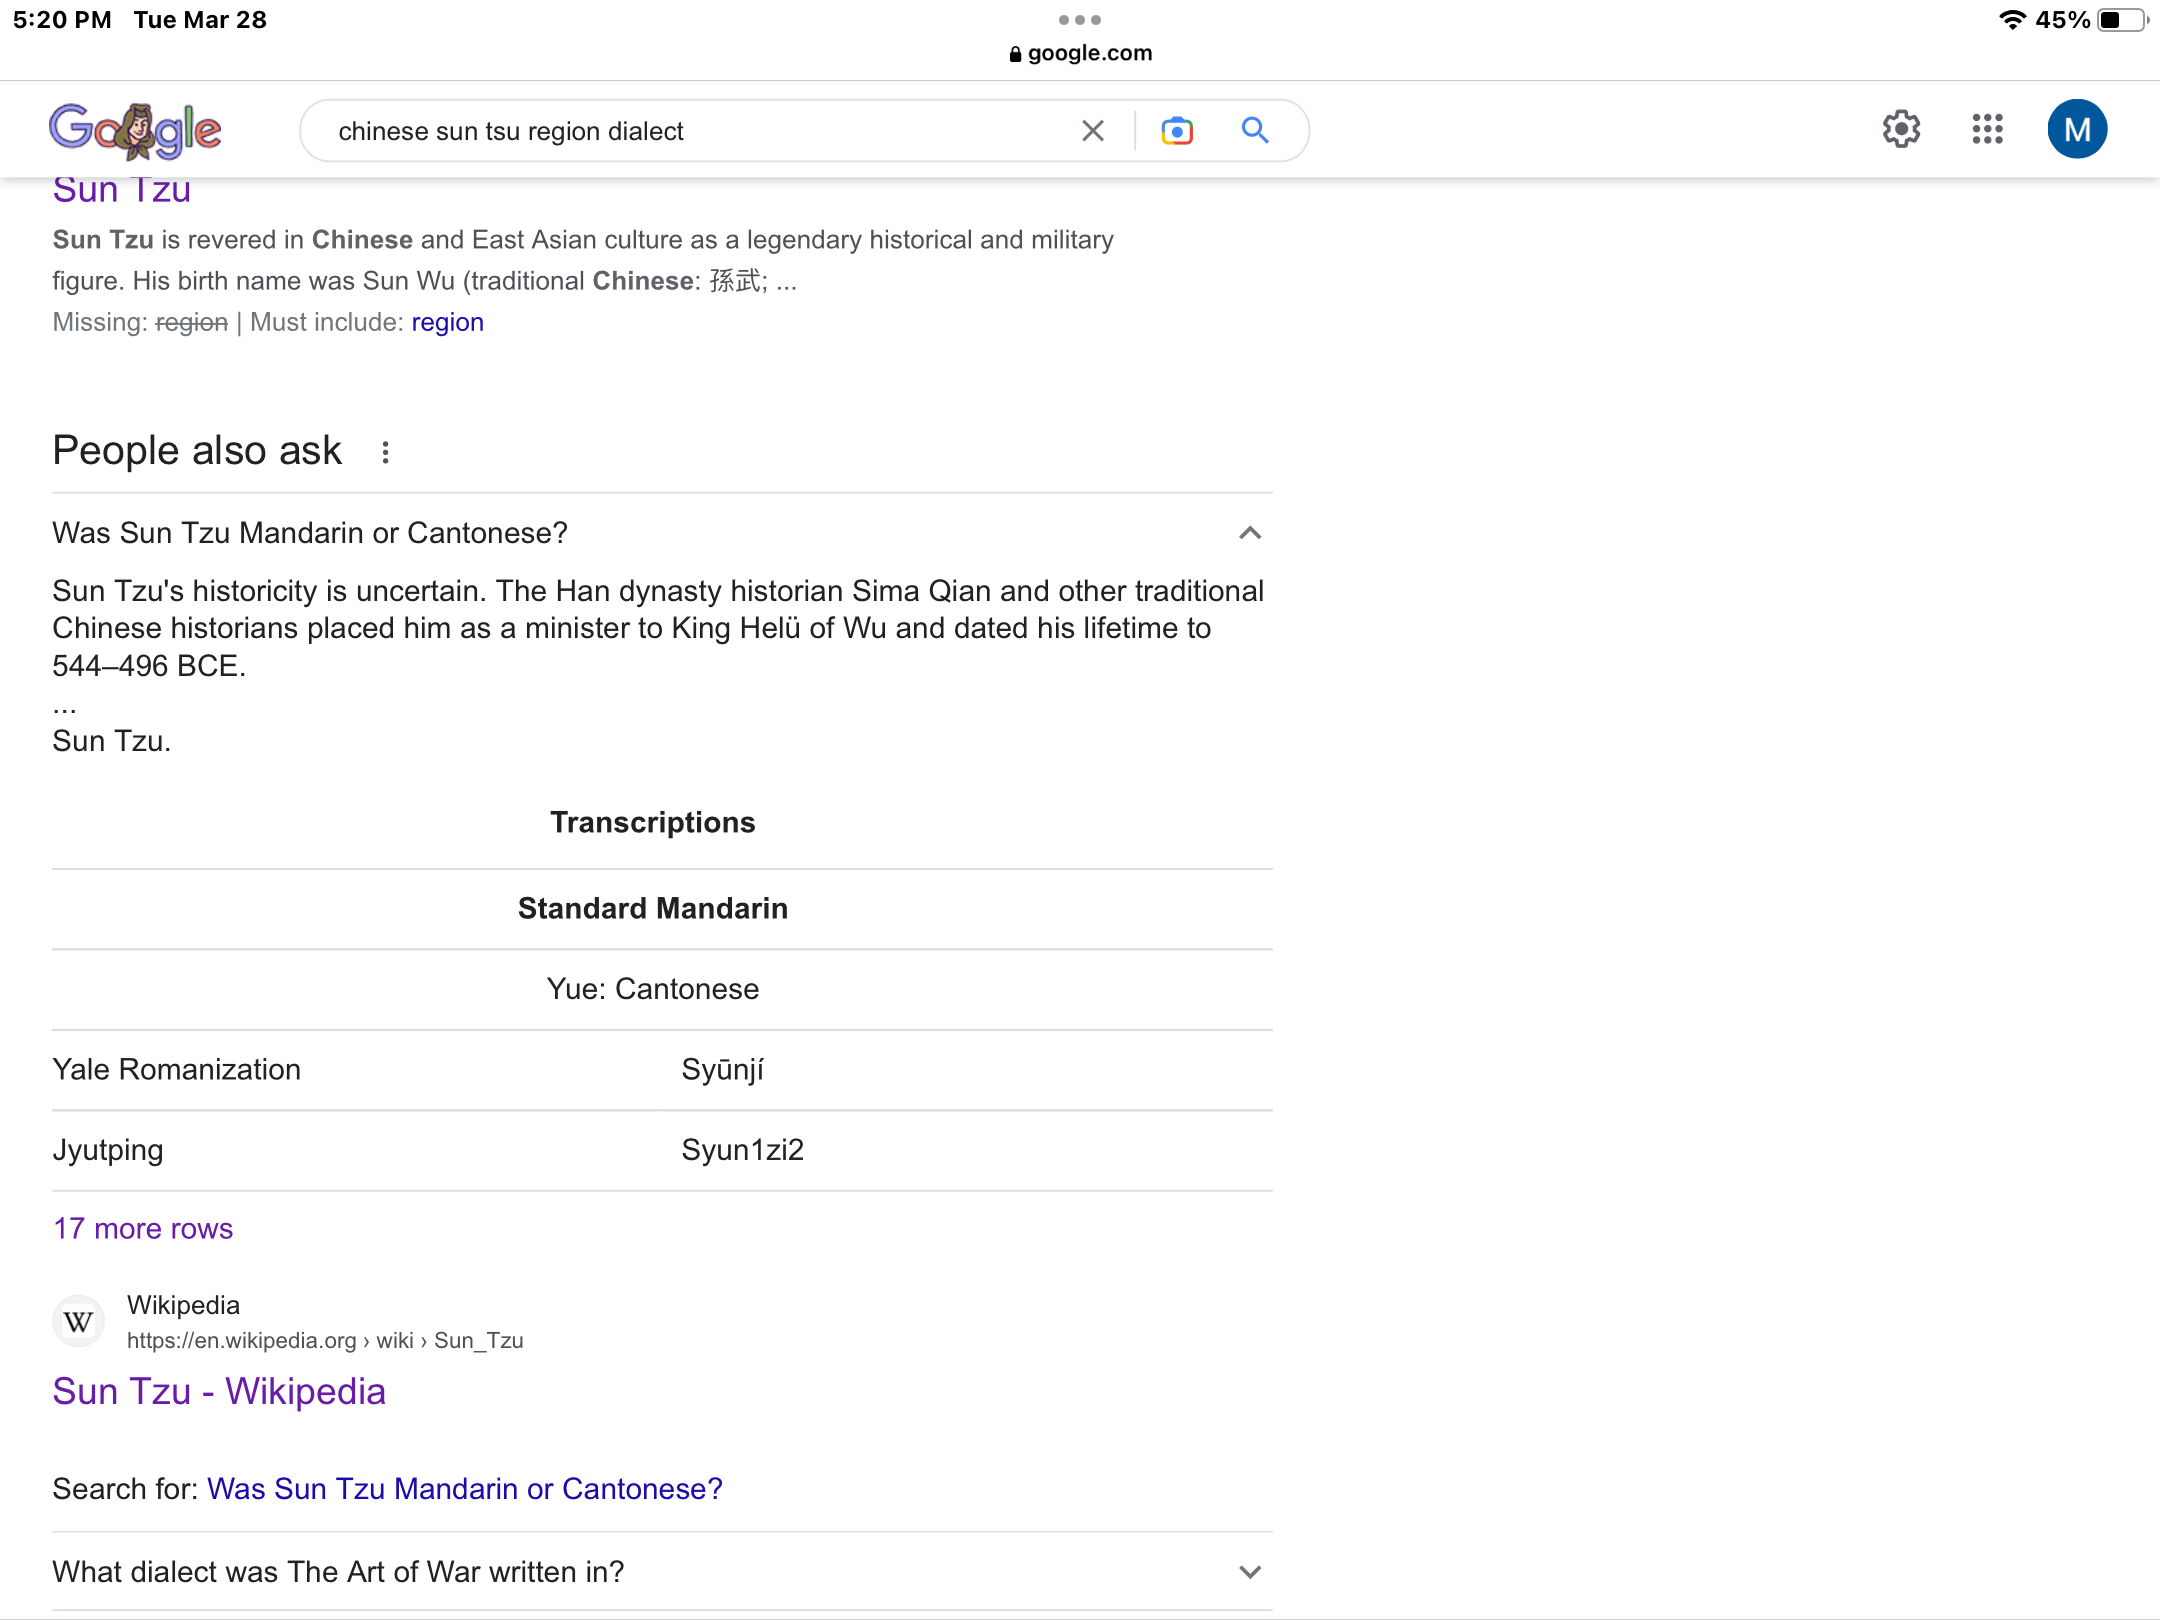 5:20 PM Tue Mar 28
45%
google.com
Google
chinese sun tsu region dialect
M
Sun Tzu
Sun Tzu is revered in Chinese and East Asian culture as a legendary historical and military
figure. His birth name was Sun Wu (traditional Chinese: 孫武; ...
Missing: region | Must include: region
People also ask
Was Sun Tzu Mandarin or Cantonese?
Sun Tzu's historicity is uncertain. The Han dynasty historian Sima Qian and other traditional
Chinese historians placed him as a minister to King Helü of Wu and dated his lifetime to
544–496 BCE.
...
Sun Tzu.
Transcriptions
Standard Mandarin
Yue: Cantonese
Yale Romanization Syūnjí
Jyutping Syun1zi2
17 more rows
W
Wikipedia
https://en.wikipedia.org › wiki › Sun_Tzu
Sun Tzu - Wikipedia
Search for: Was Sun Tzu Mandarin or Cantonese?
What dialect was The Art of War written in?